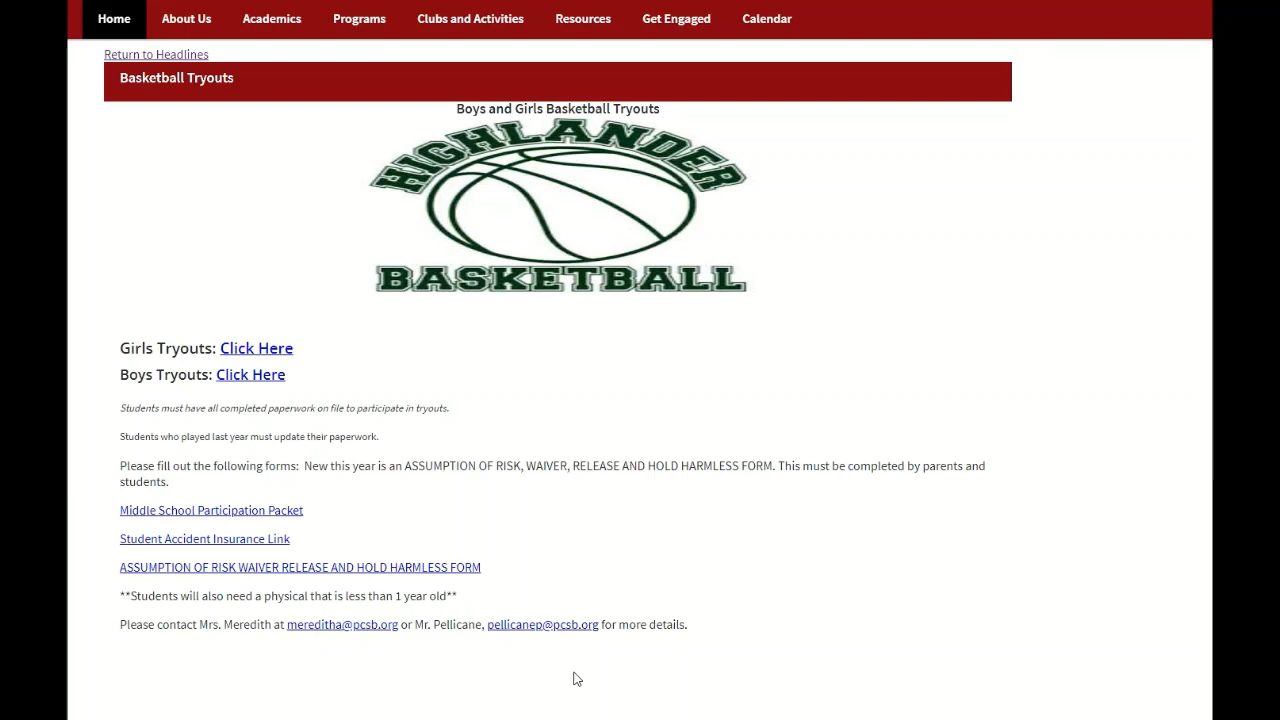 Home About Us Academics Programs Clubs and Activities Resources Get Engaged Calendar
Return to Headlines
Basketball Tryouts
Boys and Girls Basketball Tryouts
HIGHLANDER
BASKETBALL
Girls Tryouts: Click Here
Boys Tryouts: Click Here
Students must have all completed paperwork on file to participate in tryouts.
Students who played last year must update their paperwork.
Please fill out the following forms:  New this year is an ASSUMPTION OF RISK, WAIVER, RELEASE AND HOLD HARMLESS FORM. This must be completed by parents and
students.
Middle School Participation Packet
Student Accident Insurance Link
ASSUMPTION OF RISK WAIVER RELEASE AND HOLD HARMLESS FORM
**Students will also need a physical that is less than 1 year old**
Please contact Mrs. Meredith at mereditha@pcsb.org or Mr. Pellicane, pellicanep@pcsb.org for more details.